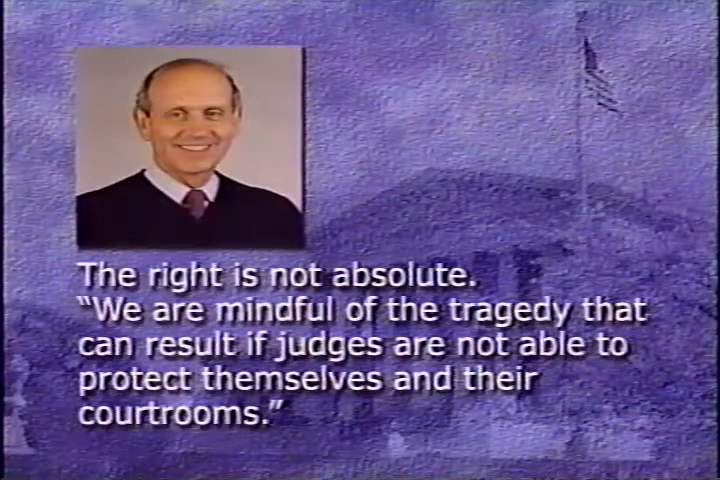 The right is not absolute.
“We are mindful of the tragedy that
can result if judges are not able to
protect themselves and their
courtrooms.”